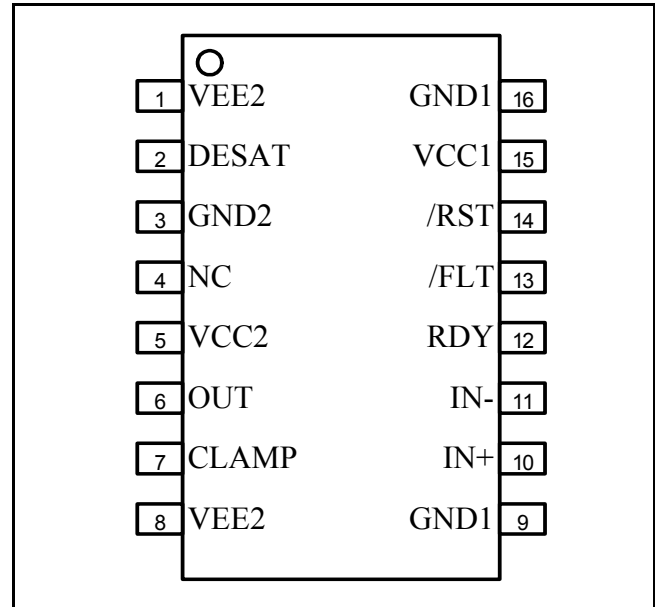 1 VEE2 GND1 16
2 DESAT VCC1 15
3 GND2 /RST 14
4 NC /FLT 13
5 VCC2 RDY 12
6 OUT IN- 11
7 CLAMP IN+ 10
8 VEE2 GND1 9